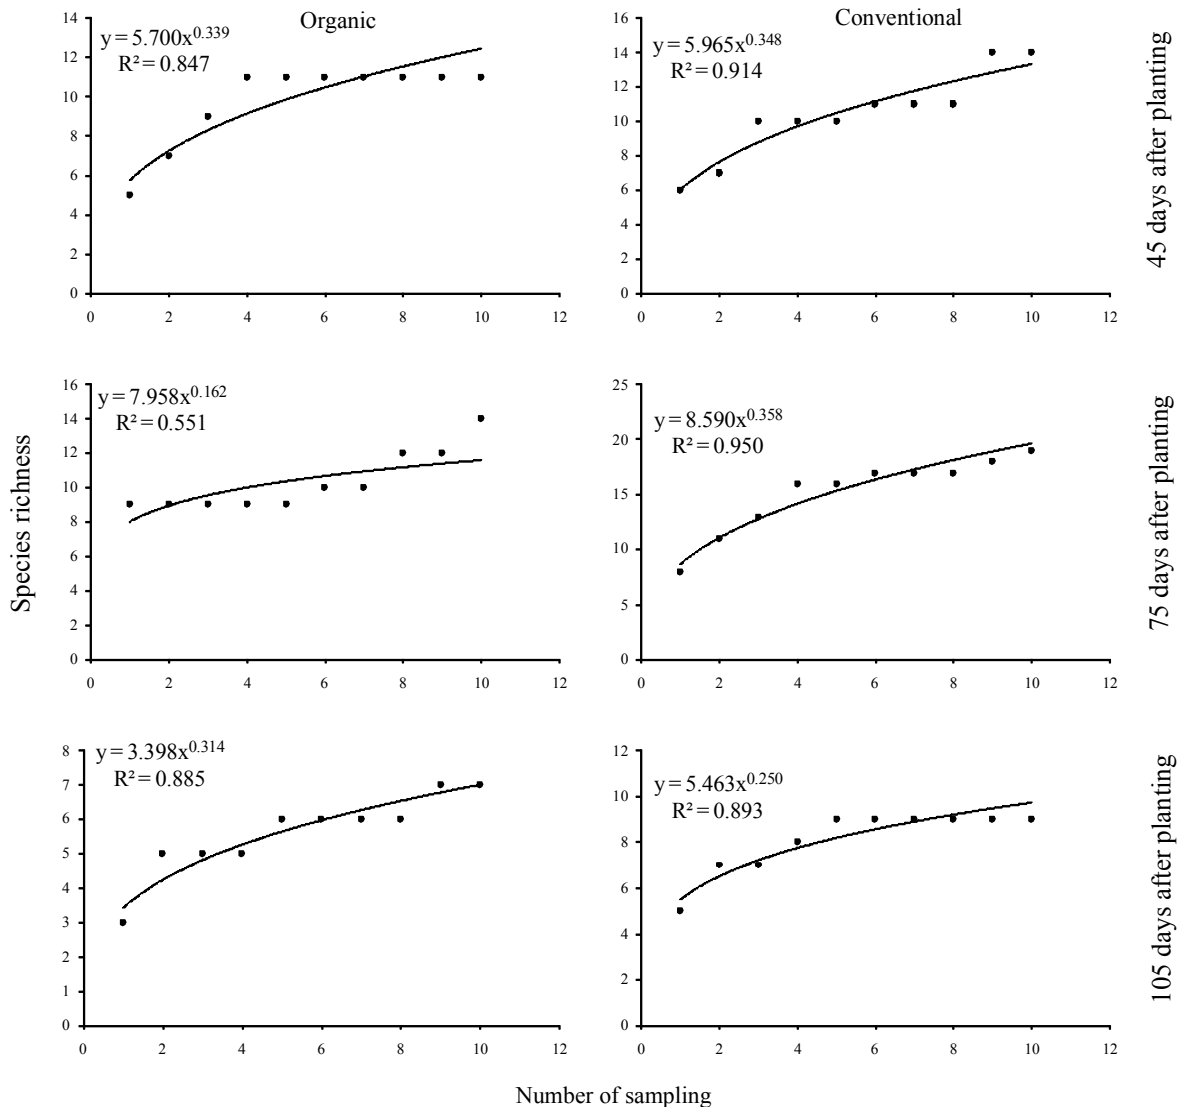 Organic
Conventional
y = 5.700x^0.339
R² = 0.847
14
12
10
8
6
4
2
0
0 2 4 6 8 10 12
y = 5.965x^0.348
R² = 0.914
16
14
12
10
8
6
4
2
0
0 2 4 6 8 10 12
45 days after planting
y = 7.958x^0.162
R² = 0.551
16
14
12
10
8
6
4
2
0
0 2 4 6 8 10 12
y = 8.590x^0.358
R² = 0.950
25
20
15
10
5
0
0 2 4 6 8 10 12
75 days after planting
Species richness
y = 3.398x^0.314
R² = 0.885
8
7
6
5
4
3
2
1
0
0 2 4 6 8 10 12
y = 5.463x^0.250
R² = 0.893
12
10
8
6
4
2
0
0 2 4 6 8 10 12
105 days after planting
Number of sampling